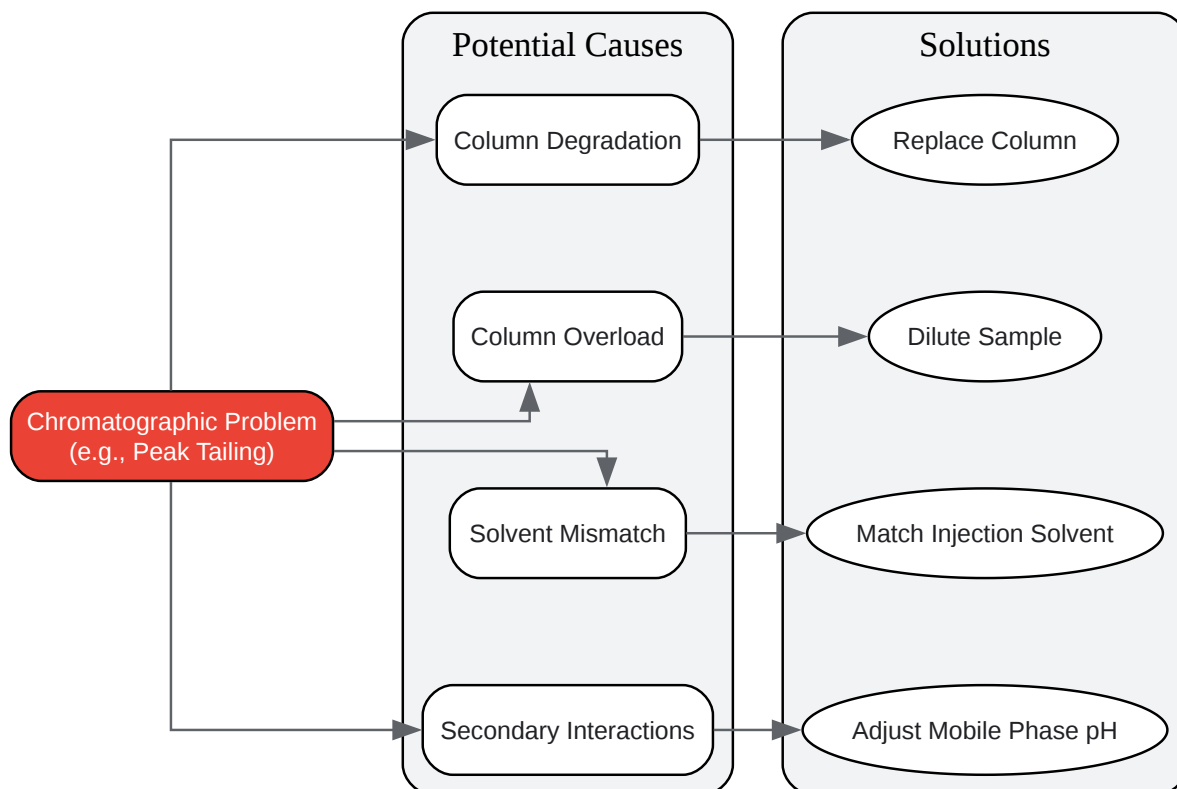 Potential Causes
Solutions
Column Degradation
Replace Column
Column Overload
Dilute Sample
Chromatographic Problem
(e.g., Peak Tailing)
Solvent Mismatch
Match Injection Solvent
Secondary Interactions
Adjust Mobile Phase pH